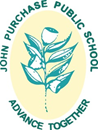 JOHN PURCHASE PUBLIC SCHOOL
ADVANCE TOGETHER